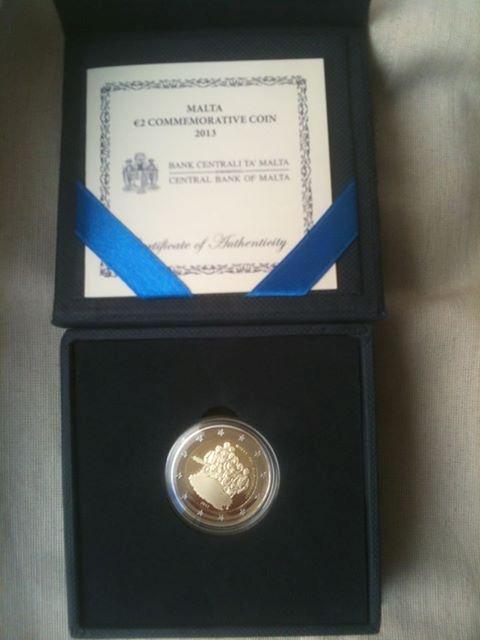 MALTA
€2 COMMEMORATIVE COIN
2013
BANK ĊENTRALI TA' MALTA
CENTRAL BANK OF MALTA
Certificate of Authenticity